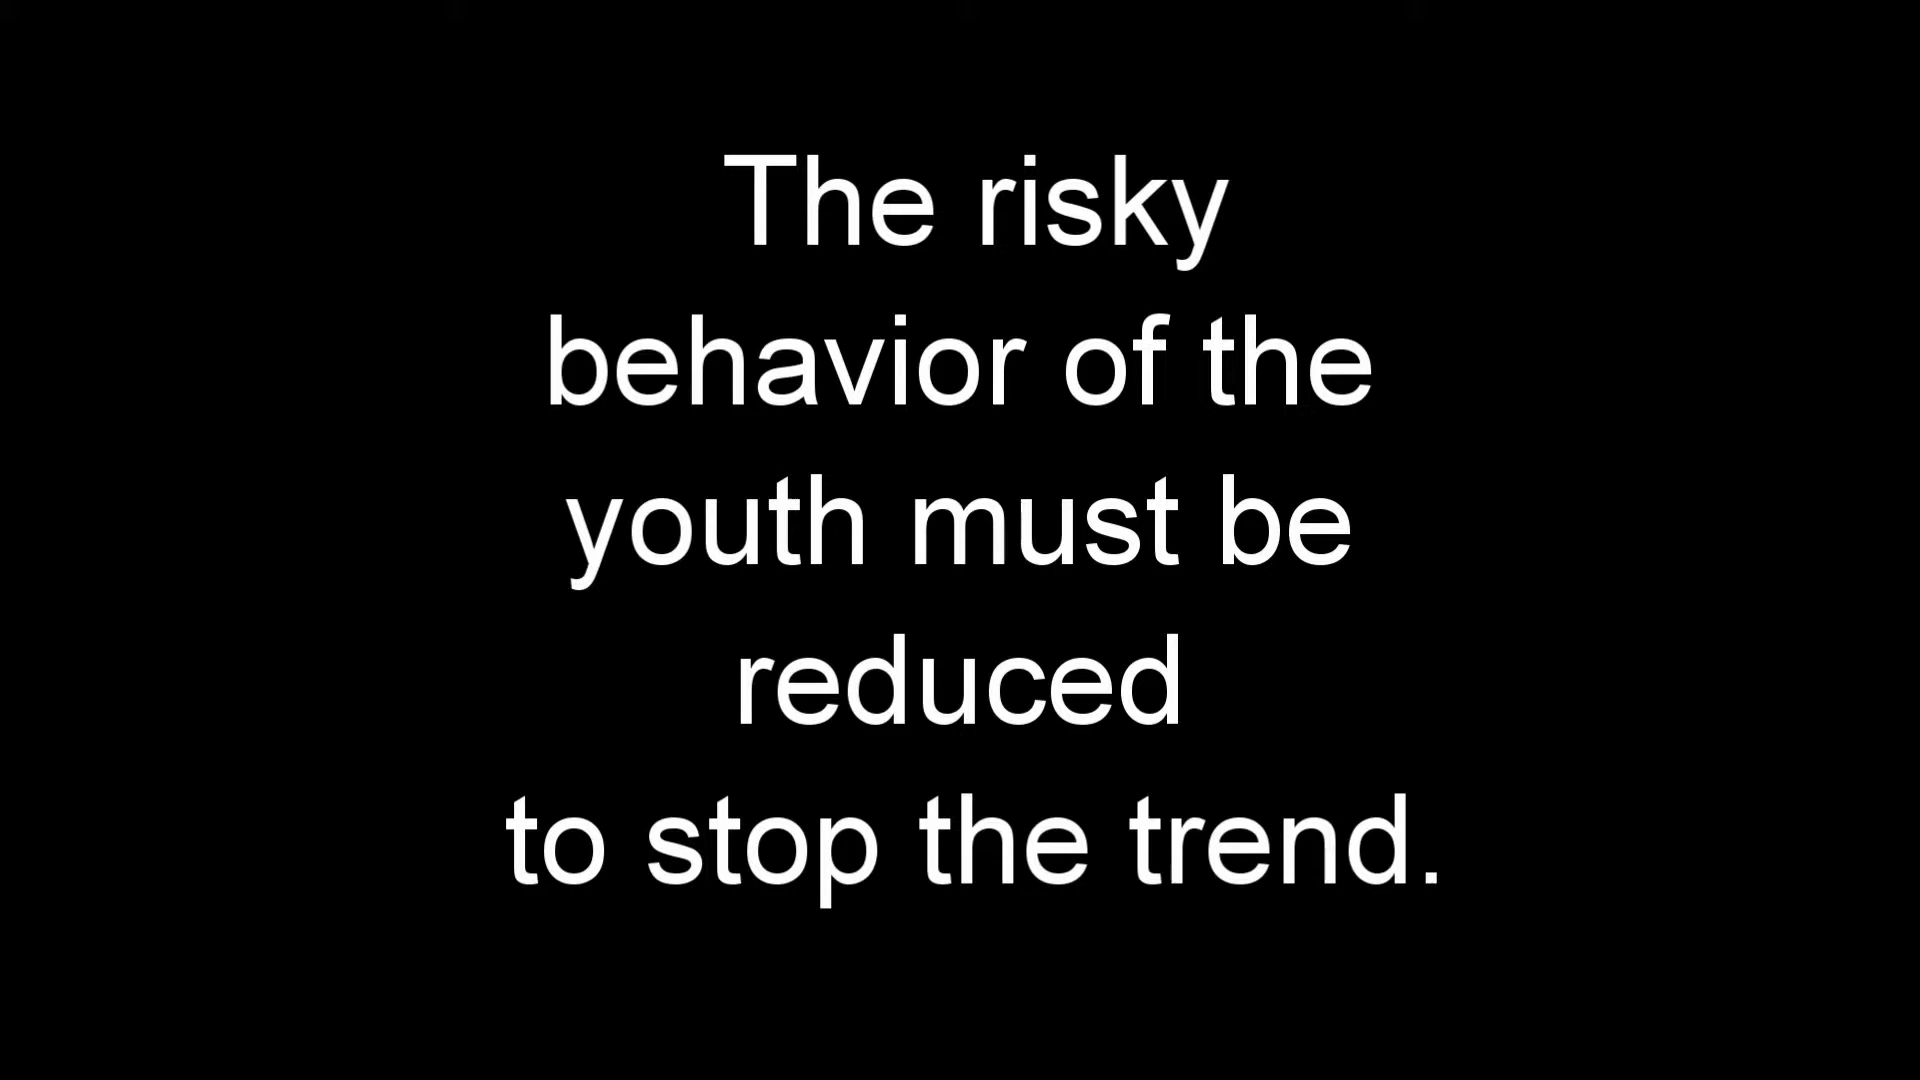 The risky
behavior of the
youth must be
reduced
to stop the trend.